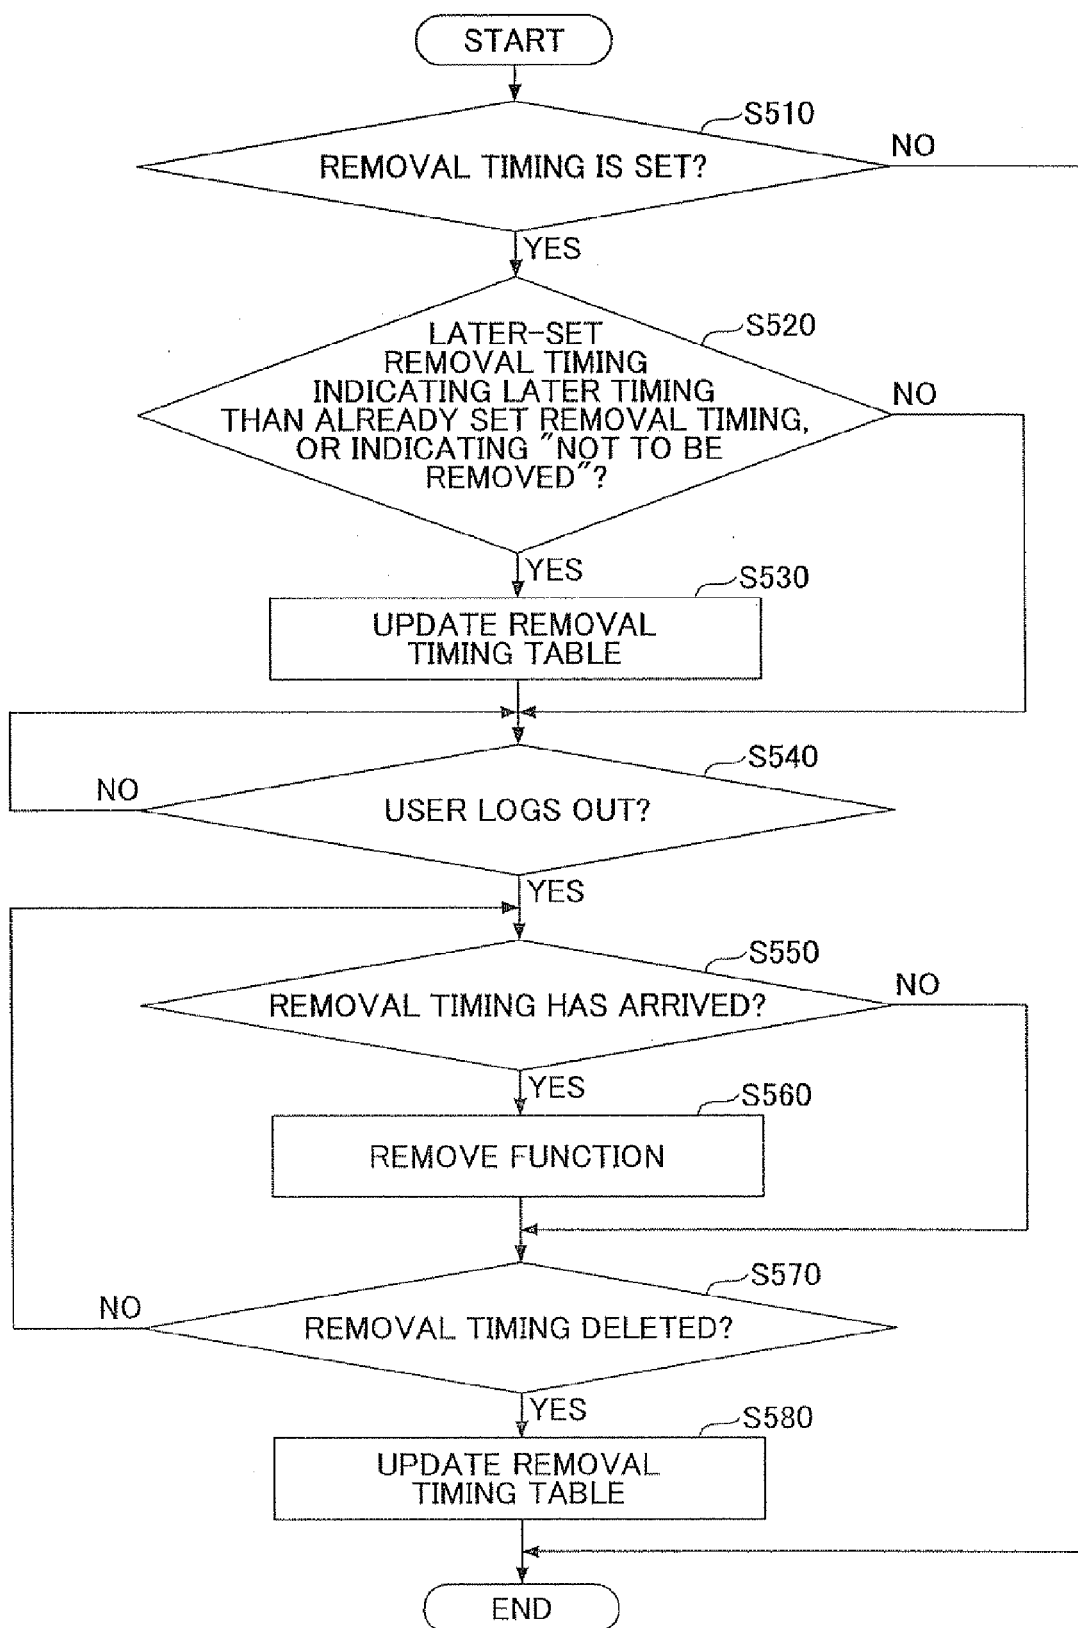 START
S510
REMOVAL TIMING IS SET?
NO
YES
S520
LATER-SET
REMOVAL TIMING
INDICATING LATER TIMING
THAN ALREADY SET REMOVAL TIMING,
OR INDICATING "NOT TO BE
REMOVED"?
NO
YES
S530
UPDATE REMOVAL
TIMING TABLE
S540
NO
USER LOGS OUT?
YES
S550
REMOVAL TIMING HAS ARRIVED?
NO
YES
S560
REMOVE FUNCTION
S570
NO
REMOVAL TIMING DELETED?
YES
S580
UPDATE REMOVAL
TIMING TABLE
END